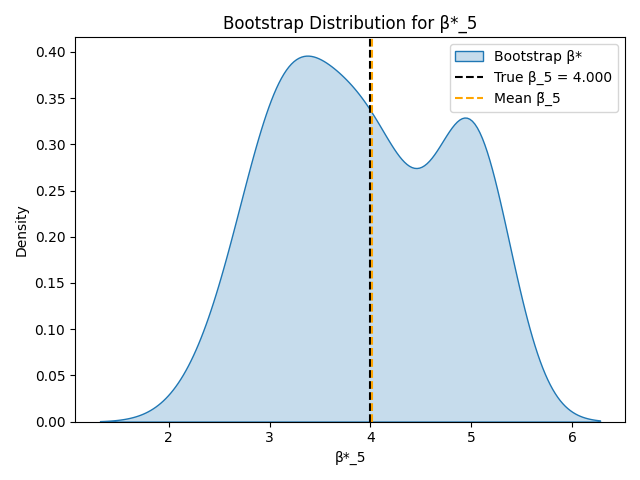 Bootstrap Distribution for β*_5
Bootstrap β*
True β_5 = 4.000
Mean β_5
Density
0.40
0.35
0.30
0.25
0.20
0.15
0.10
0.05
0.00
2 3 4 5 6
β*_5